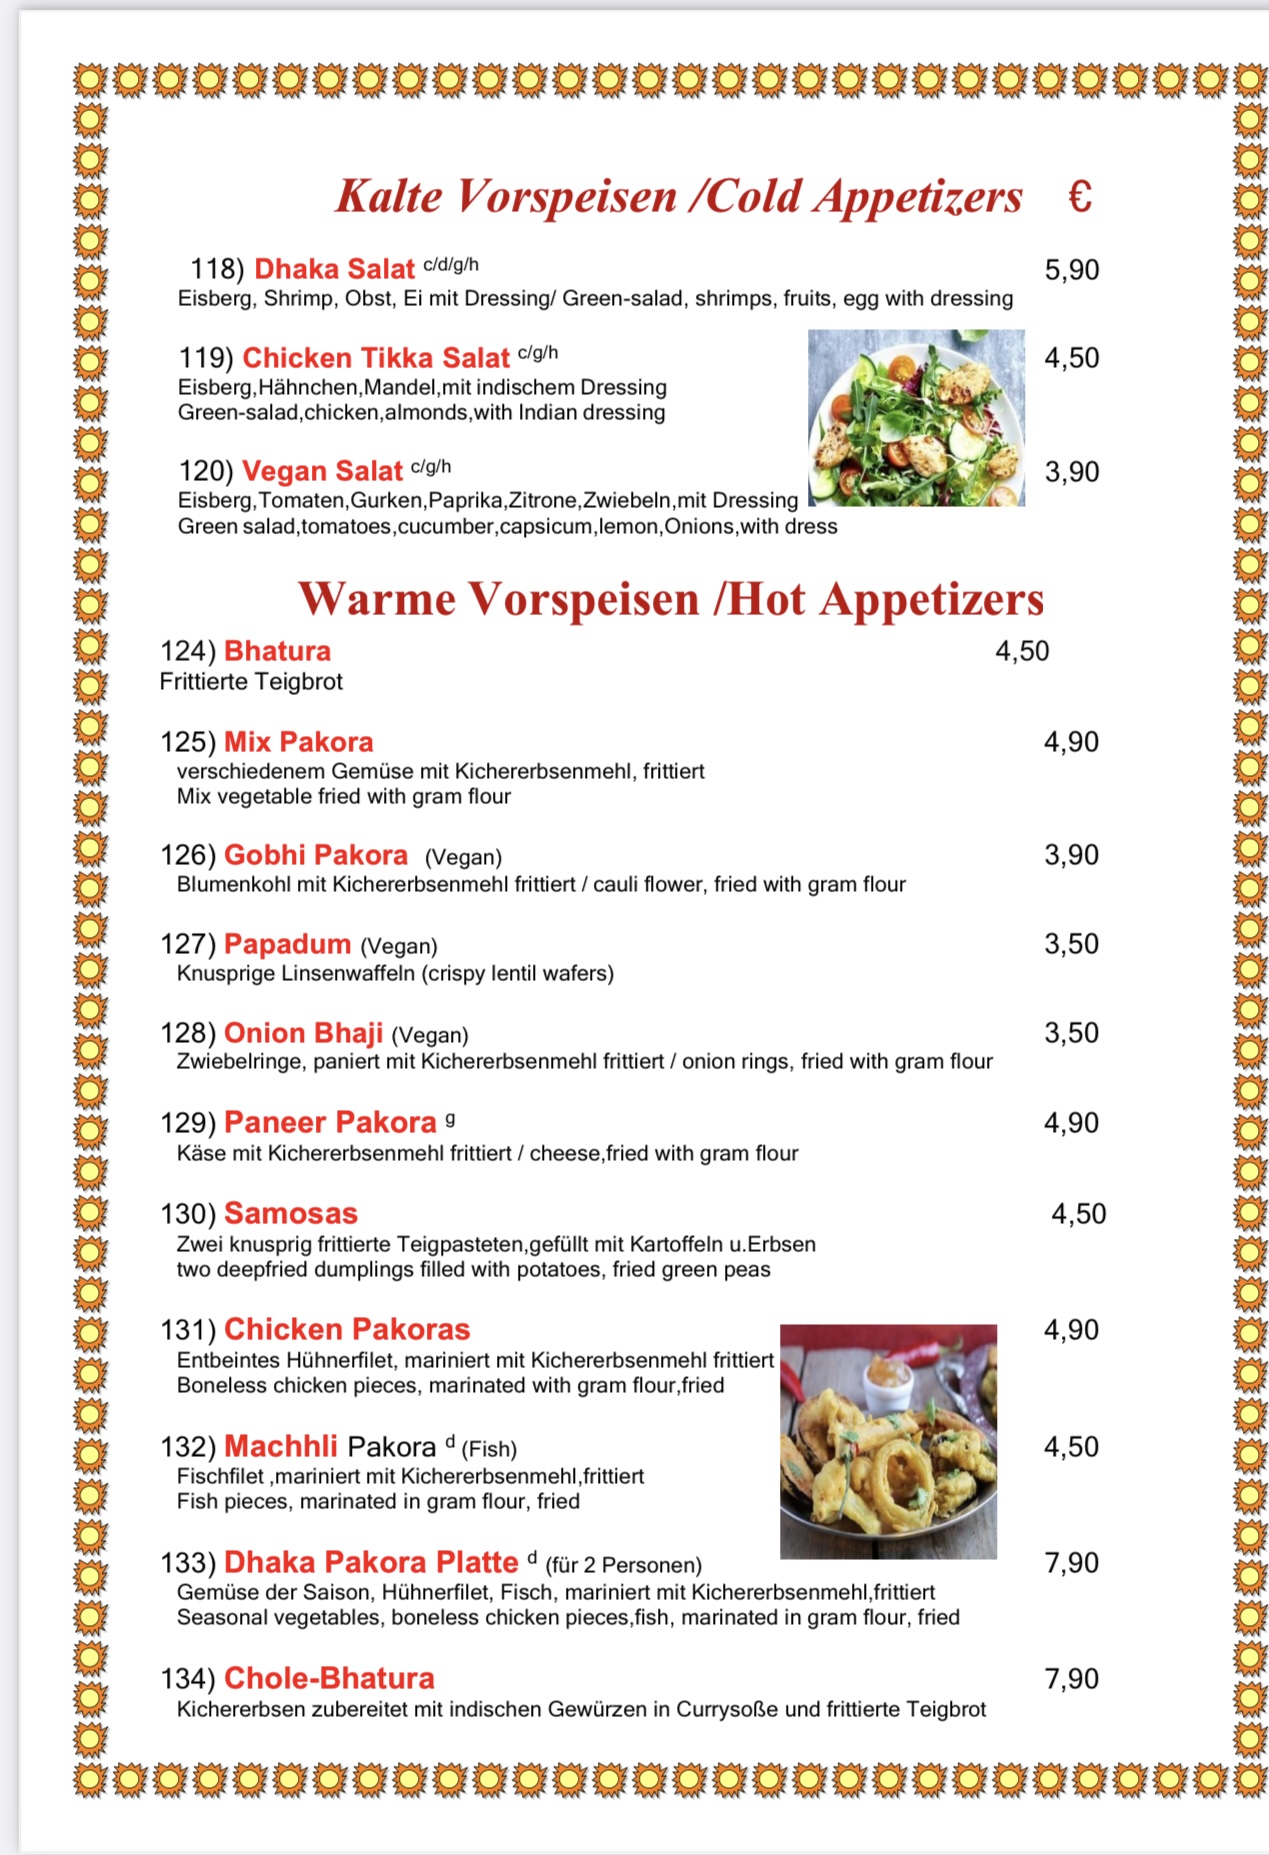 Kalte Vorspeisen /Cold Appetizers €
118) Dhaka Salat c/d/g/h 5,90
Eisberg, Shrimp, Obst, Ei mit Dressing/ Green-salad, shrimps, fruits, egg with dressing
119) Chicken Tikka Salat c/g/h 4,50
Eisberg,Hähnchen,Mandel,mit indischem Dressing
Green-salad,chicken,almonds,with Indian dressing
120) Vegan Salat c/g/h 3,90
Eisberg,Tomaten,Gurken,Paprika,Zitrone,Zwiebeln,mit Dressing
Green salad,tomatoes,cucumber,capsicum,lemon,Onions,with dress
Warme Vorspeisen /Hot Appetizers
124) Bhatura 4,50
Frittierte Teigbrot
125) Mix Pakora 4,90
verschiedenem Gemüse mit Kichererbsenmehl, frittiert
Mix vegetable fried with gram flour
126) Gobhi Pakora (Vegan) 3,90
Blumenkohl mit Kichererbsenmehl frittiert / cauli flower, fried with gram flour
127) Papadum (Vegan) 3,50
Knusprige Linsenwaffeln (crispy lentil wafers)
128) Onion Bhaji (Vegan) 3,50
Zwiebelringe, paniert mit Kichererbsenmehl frittiert / onion rings, fried with gram flour
129) Paneer Pakora g 4,90
Käse mit Kichererbsenmehl frittiert / cheese,fried with gram flour
130) Samosas 4,50
Zwei knusprig frittierte Teigpasteten,gefüllt mit Kartoffeln u.Erbsen
two deepfried dumplings filled with potatoes, fried green peas
131) Chicken Pakoras 4,90
Entbeintes Hühnerfilet, mariniert mit Kichererbsenmehl frittiert
Boneless chicken pieces, marinated with gram flour,fried
132) Machhli Pakora d (Fish) 4,50
Fischfilet ,mariniert mit Kichererbsenmehl,frittiert
Fish pieces, marinated in gram flour, fried
133) Dhaka Pakora Platte d (für 2 Personen) 7,90
Gemüse der Saison, Hühnerfilet, Fisch, mariniert mit Kichererbsenmehl,frittiert
Seasonal vegetables, boneless chicken pieces,fish, marinated in gram flour, fried
134) Chole-Bhatura 7,90
Kichererbsen zubereitet mit indischen Gewürzen in Currysoße und frittierte Teigbrot